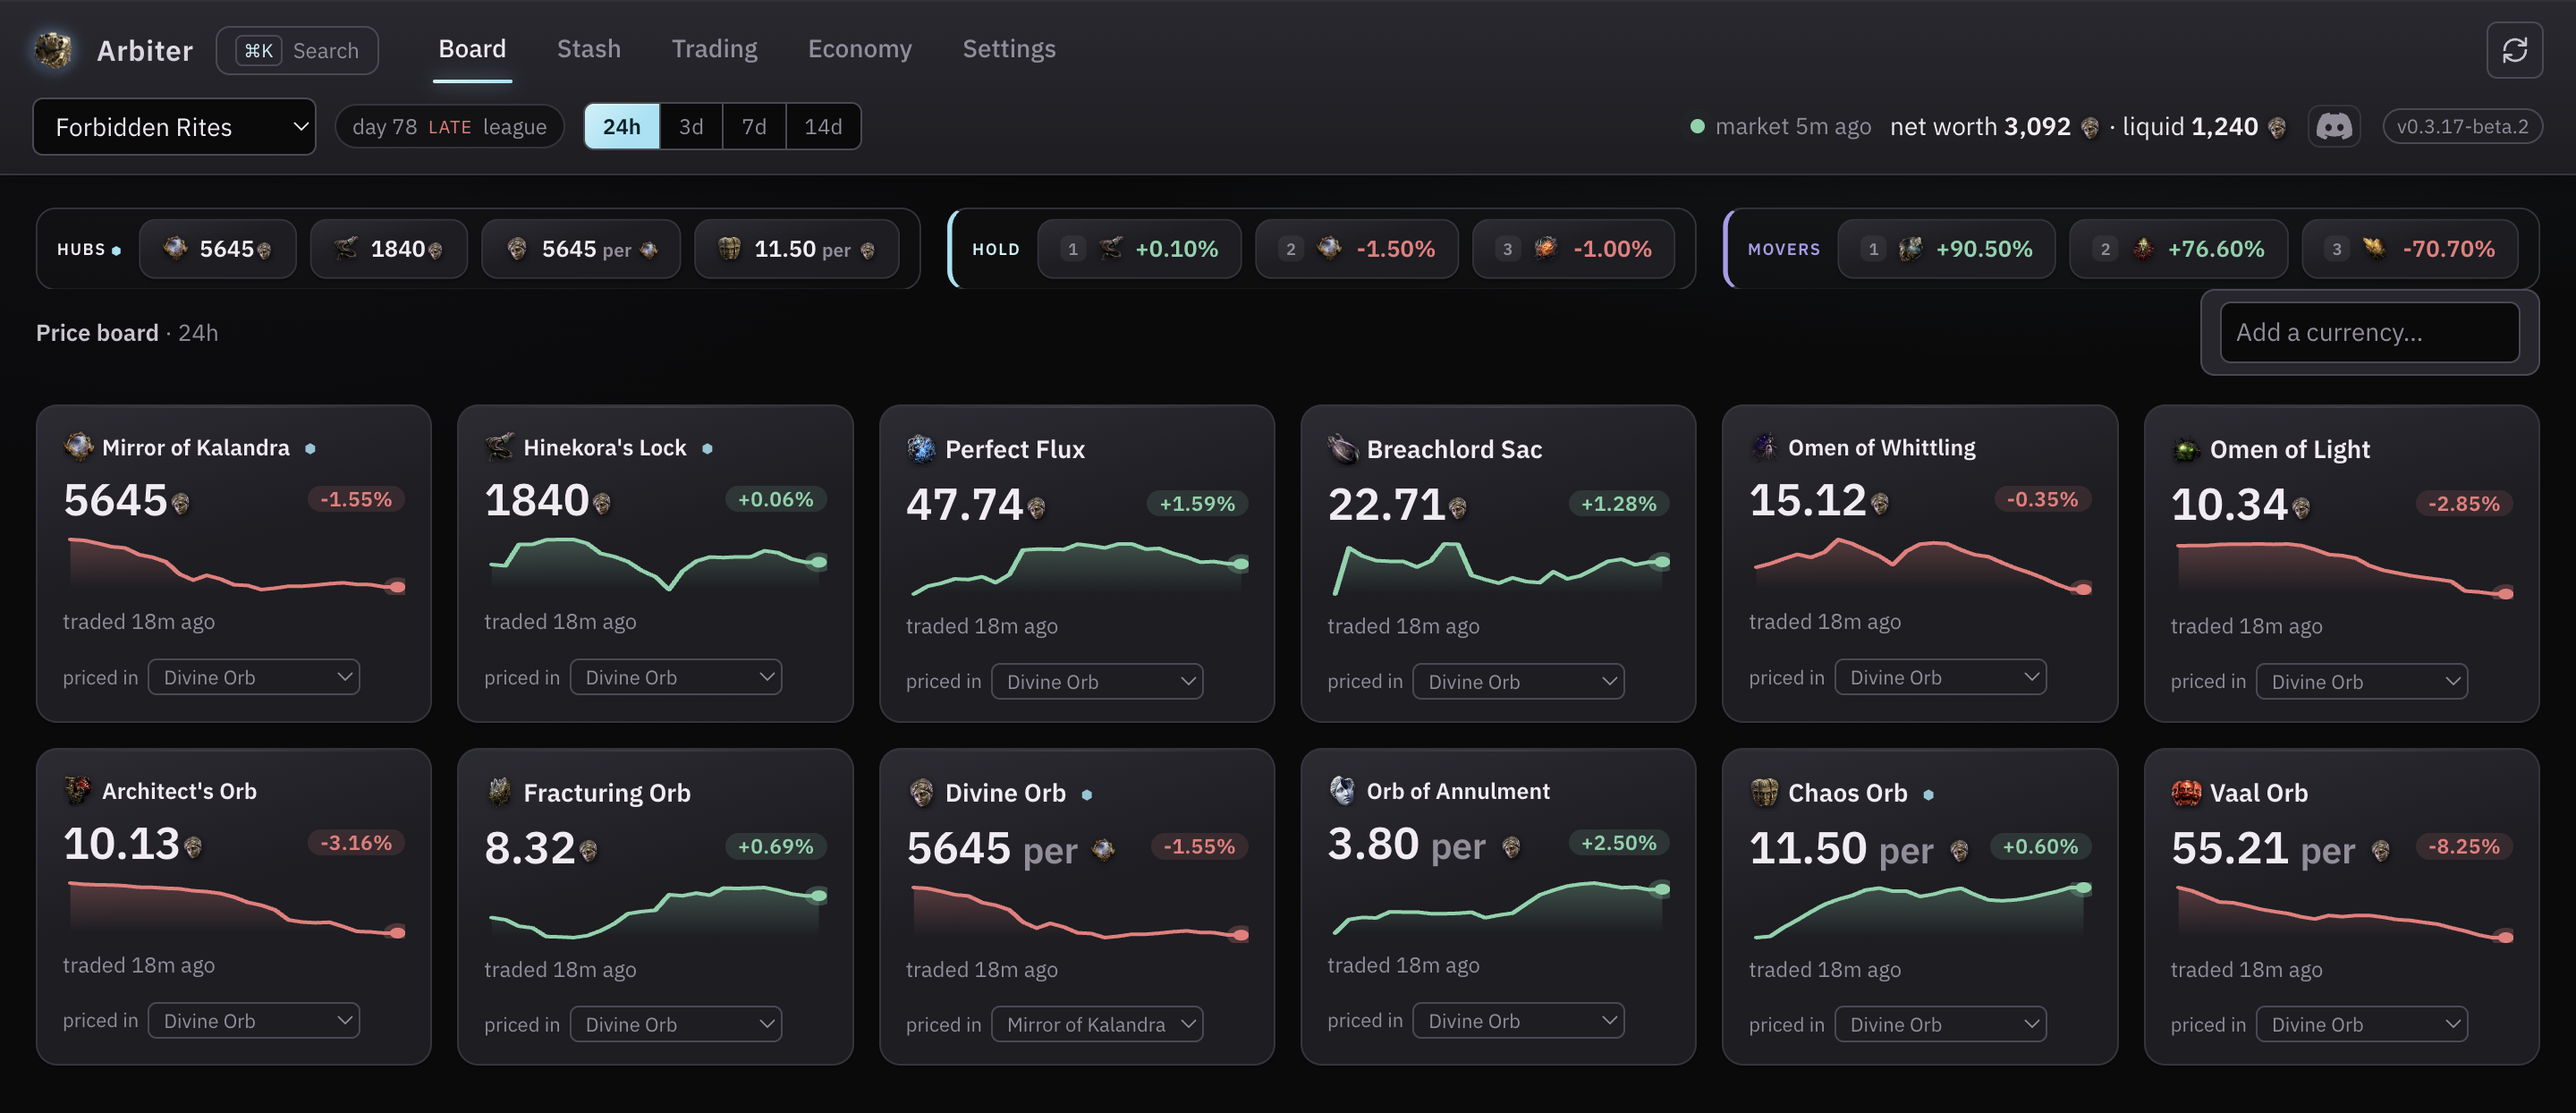 Arbiter ⌘K Search Board Stash Trading Economy Settings
Forbidden Rites day 78 LATE league 24h 3d 7d 14d market 5m ago net worth 3,092 · liquid 1,240 v0.3.17-beta.2
HUBS 5645 1840 5645 per 11.50 per HOLD 1 +0.10% 2 -1.50% 3 -1.00% MOVERS 1 +90.50% 2 +76.60% 3 -70.70%
Price board · 24h Add a currency...
Mirror of Kalandra
5645 -1.55%
traded 18m ago
priced in Divine Orb
Hinekora's Lock
1840 +0.06%
traded 18m ago
priced in Divine Orb
Perfect Flux
47.74 +1.59%
traded 18m ago
priced in Divine Orb
Breachlord Sac
22.71 +1.28%
traded 18m ago
priced in Divine Orb
Omen of Whittling
15.12 -0.35%
traded 18m ago
priced in Divine Orb
Omen of Light
10.34 -2.85%
traded 18m ago
priced in Divine Orb
Architect's Orb
10.13 -3.16%
traded 18m ago
priced in Divine Orb
Fracturing Orb
8.32 +0.69%
traded 18m ago
priced in Divine Orb
Divine Orb
5645 per -1.55%
traded 18m ago
priced in Mirror of Kalandra
Orb of Annulment
3.80 per +2.50%
traded 18m ago
priced in Divine Orb
Chaos Orb
11.50 per +0.60%
traded 18m ago
priced in Divine Orb
Vaal Orb
55.21 per -8.25%
traded 18m ago
priced in Divine Orb